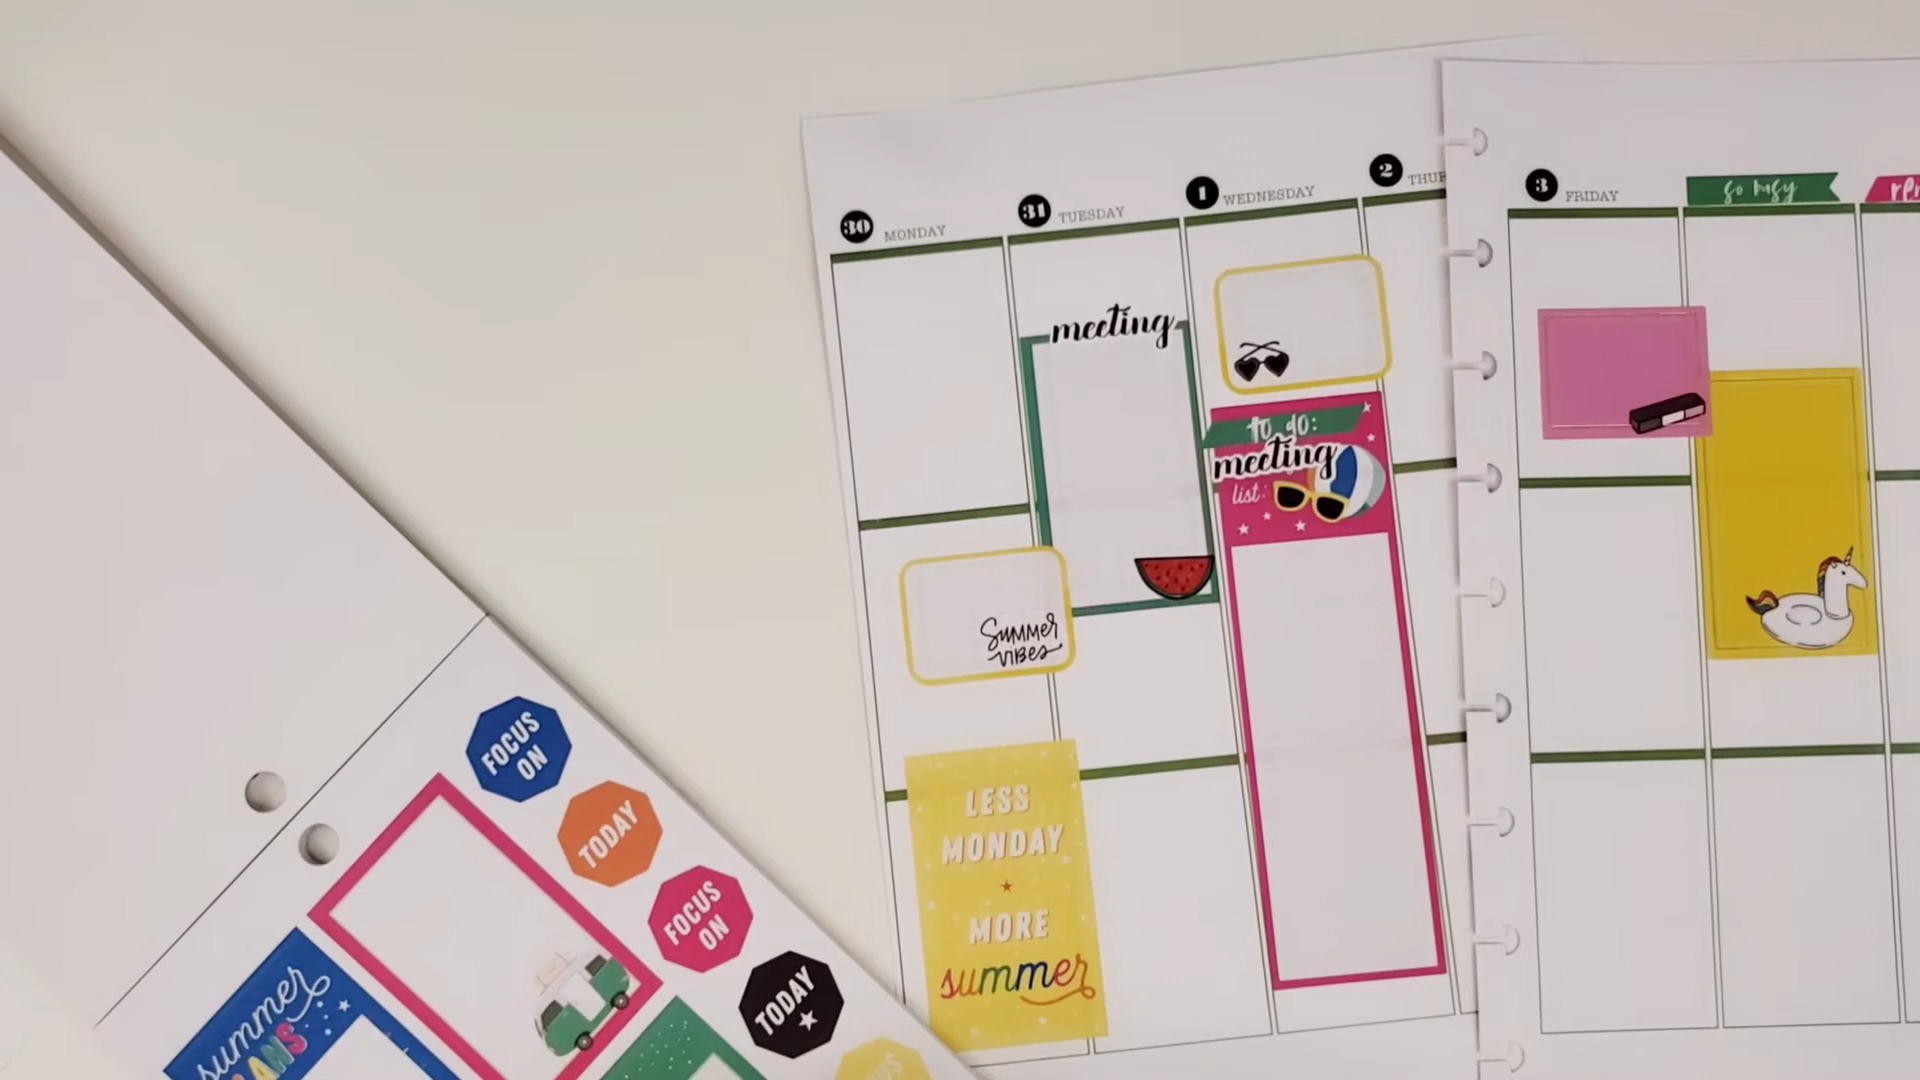 30 MONDAY
31 TUESDAY
1 WEDNESDAY
2 THUR
3 FRIDAY
so busy
meeting
to do:
meeting
list:
Summer
vibes
LESS
MONDAY
MORE
summer
FOCUS
ON
TODAY
FOCUS
ON
TODAY
summer